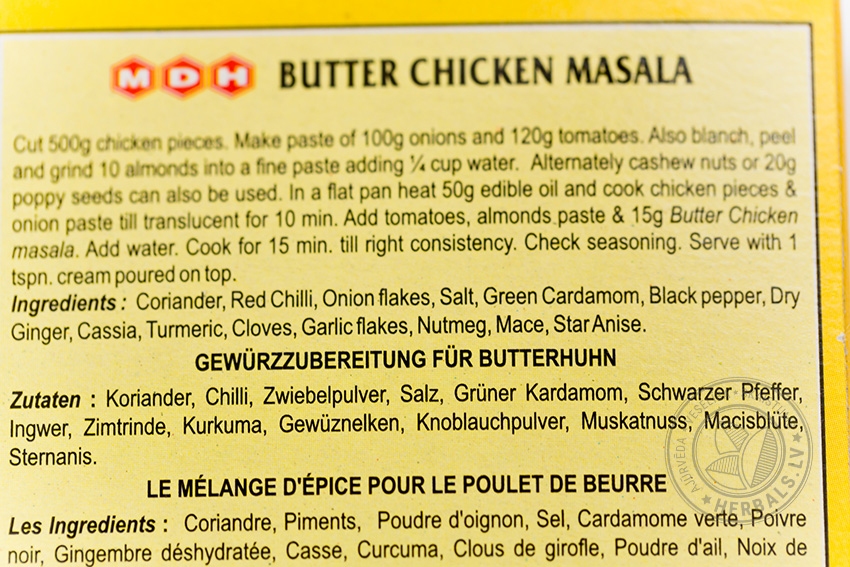 MDH BUTTER CHICKEN MASALA
Cut 500g chicken pieces. Make paste of 100g onions and 120g tomatoes. Also blanch, peel
and grind 10 almonds into a fine paste adding ¼ cup water. Alternately cashew nuts or 20g
poppy seeds can also be used. In a flat pan heat 50g edible oil and cook chicken pieces &
onion paste till translucent for 10 min. Add tomatoes, almonds paste & 15g Butter Chicken
masala. Add water. Cook for 15 min. till right consistency. Check seasoning. Serve with 1
tspn. cream poured on top.
Ingredients : Coriander, Red Chilli, Onion flakes, Salt, Green Cardamom, Black pepper, Dry
Ginger, Cassia, Turmeric, Cloves, Garlic flakes, Nutmeg, Mace, Star Anise.
GEWÜRZZUBEREITUNG FÜR BUTTERHUHN
Zutaten : Koriander, Chilli, Zwiebelpulver, Salz, Grüner Kardamom, Schwarzer Pfeffer,
Ingwer, Zimtrinde, Kurkuma, Gewüznelken, Knoblauchpulver, Muskatnuss, Macisblüte,
Sternanis.
LE MÉLANGE D'ÉPICE POUR LE POULET DE BEURRE
Les Ingredients : Coriandre, Piments, Poudre d'oignon, Sel, Cardamome verte, Poivre
noir, Gingembre déshydratée, Casse, Curcuma, Clous de girofle, Poudre d'ail, Noix de
HERBALS.LV